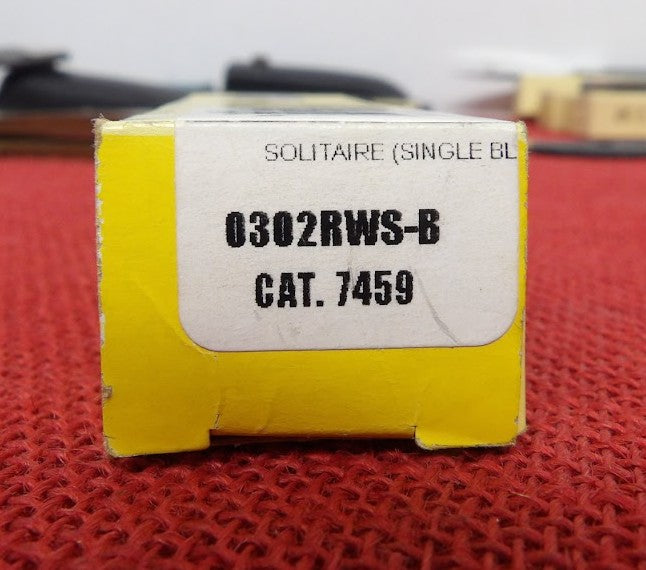 SOLITAIRE (SINGLE BL
0302RWS-B
CAT. 7459